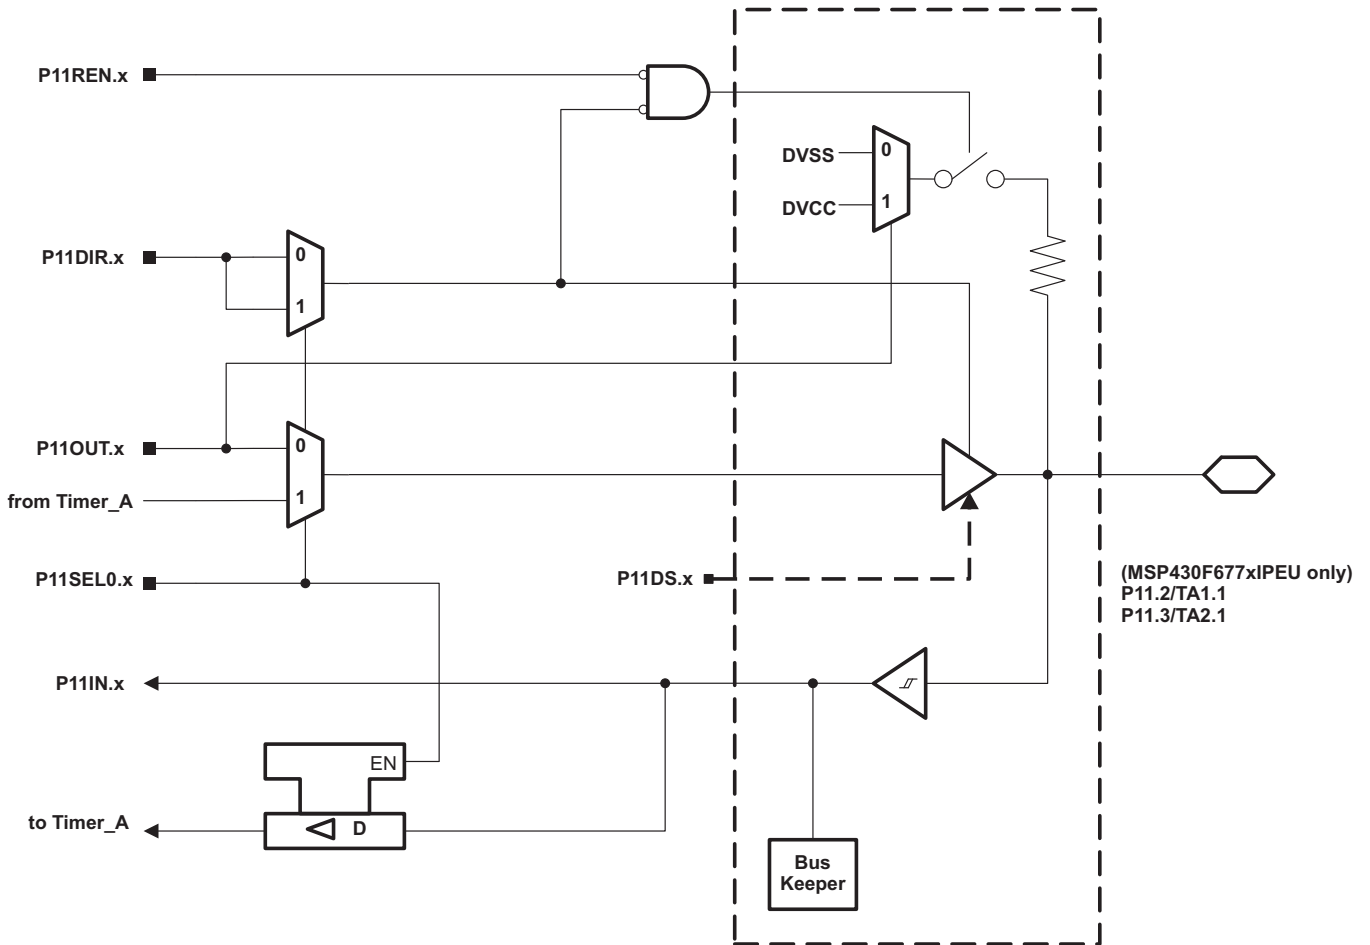 P11REN.x
DVSS
0
DVCC
1
P11DIR.x
0
1
P11OUT.x
0
from Timer_A
1
P11SEL0.x
P11DS.x
(MSP430F677xIPEU only)
P11.2/TA1.1
P11.3/TA2.1
P11IN.x
EN
to Timer_A
D
Bus
Keeper